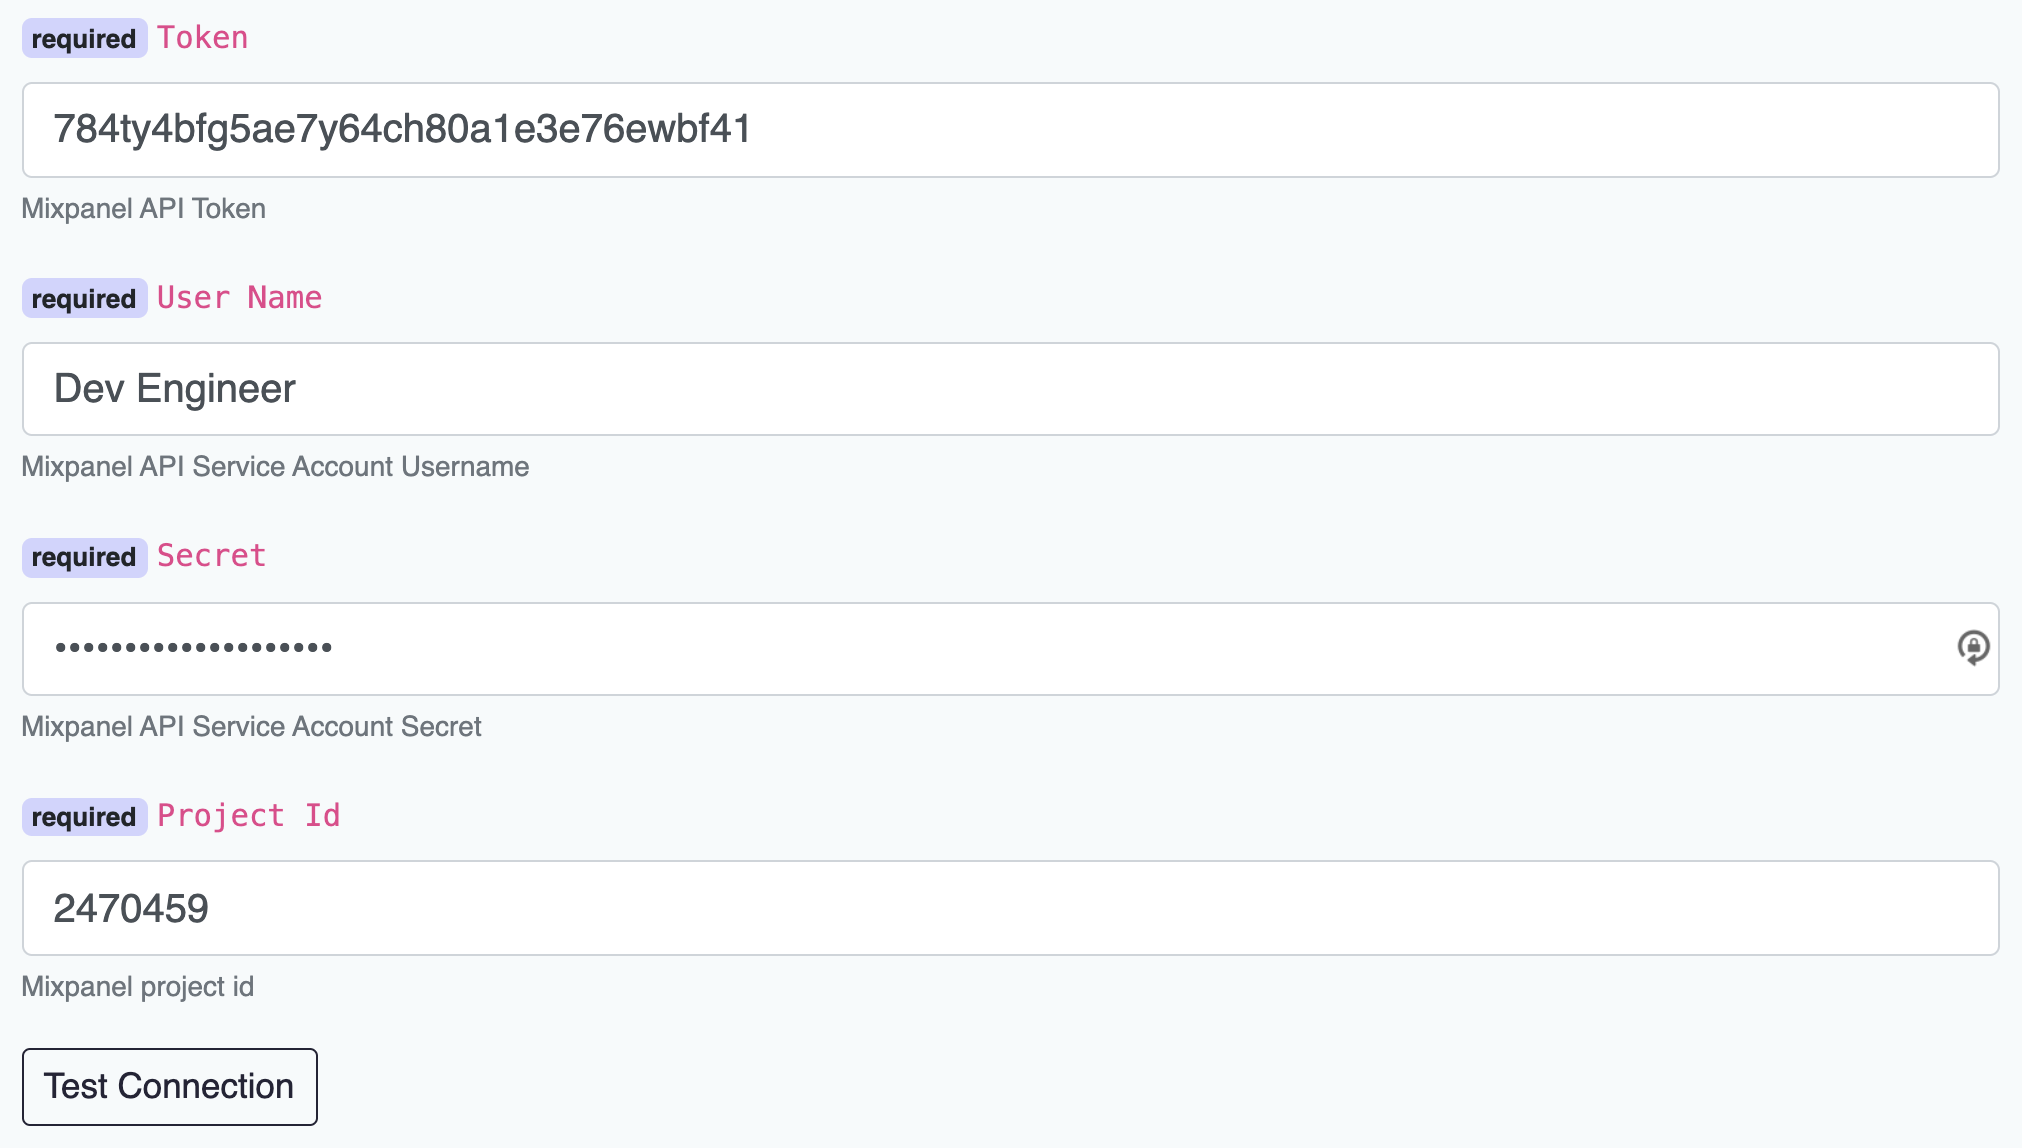 required Token
784ty4bfg5ae7y64ch80a1e3e76ewbf41
Mixpanel API Token
required User Name
Dev Engineer
Mixpanel API Service Account Username
required Secret
••••••••••••••••••••
Mixpanel API Service Account Secret
required Project Id
2470459
Mixpanel project id
Test Connection